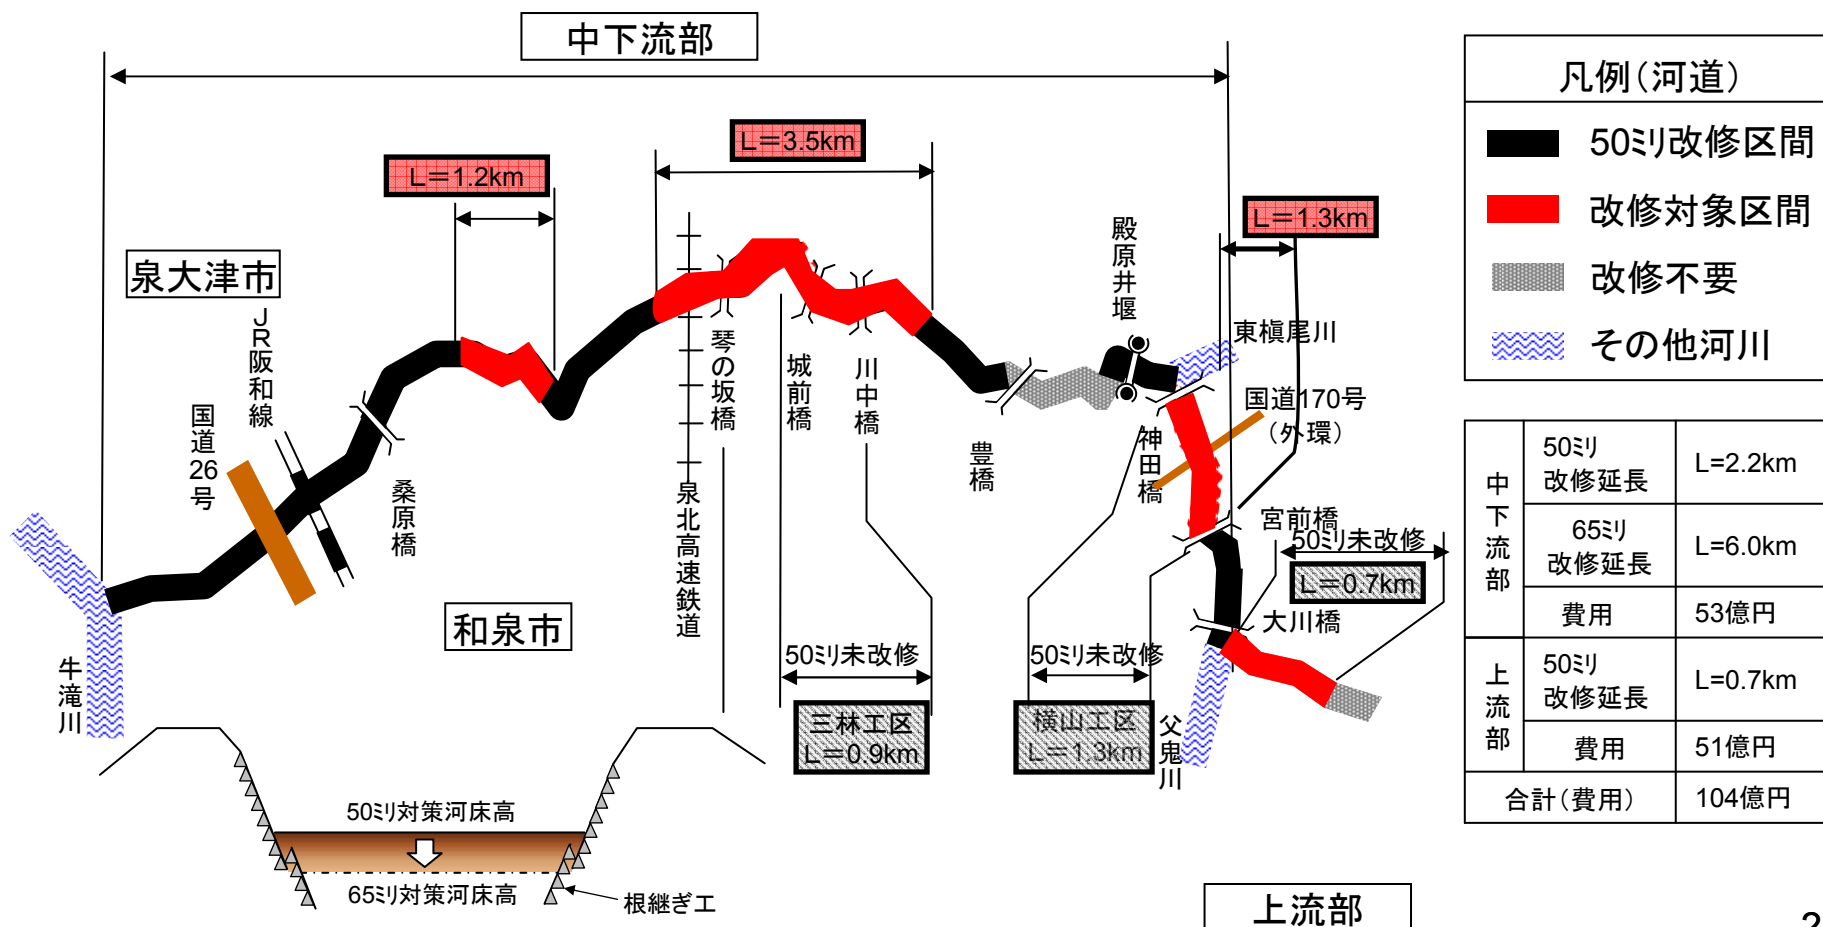 中下流部
L＝3.5km
L＝1.2km
L＝1.3km
泉大津市
JR阪和線
国道26号
桑原橋
琴の坂橋
城前橋
川中橋
殿原井堰
東槇尾川
国道170号
（外環）
豊橋
神田橋
泉北高速鉄道
宮前橋
50ミリ未改修
L＝0.7km
大川橋
和泉市
牛滝川
50ミリ未改修
三林工区
L＝0.9km
50ミリ未改修
横山工区
L＝1.3km
父鬼川
50ミリ対策河床高
65ミリ対策河床高
根継ぎ工
上流部
凡例（河道）
50ミリ改修区間
改修対象区間
改修不要
その他河川
中下流部
50ミリ
改修延長
L=2.2km
65ミリ
改修延長
L=6.0km
費用
53億円
上流部
50ミリ
改修延長
L=0.7km
費用
51億円
合計（費用）
104億円